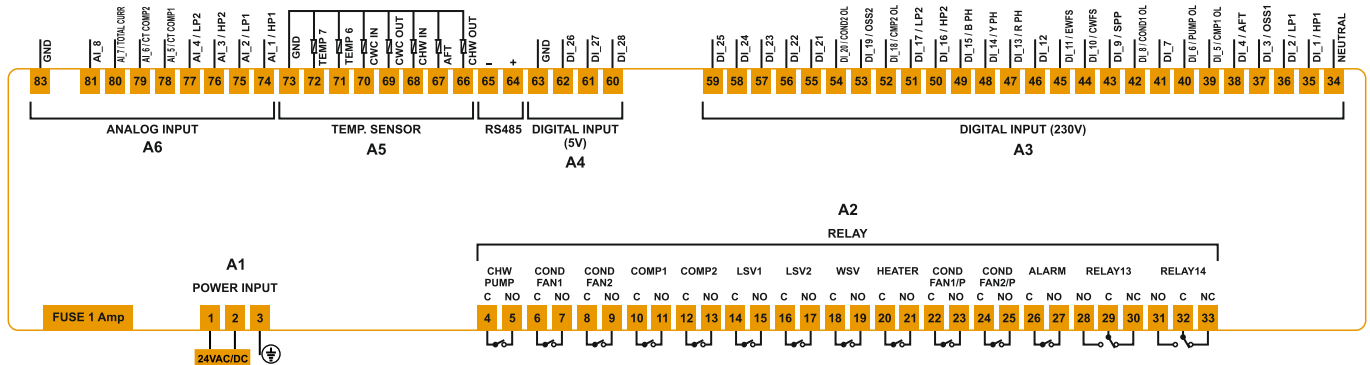 GND
AI_8
AI_7/TOTAL CURR
AI_6/CT COMP2
AI_5/CT COMP1
AI_4 / LP2
AI_3 / HP2
AI_2 / LP1
AI_1 / HP1
GND
TEMP 7
TEMP 6
CWC IN
CWC OUT
CHW IN
AFT
CHW OUT
-
+
GND
DI_26
DI_27
DI_28
DI_25
DI_24
DI_23
DI_22
DI_21
DI_20/ COND2 OL
DI_19 / OSS2
DI_18/ CMP2 OL
DI_17 / LP2
DI_16 / HP2
DI_15 / B PH
DI_14 / Y PH
DI_13 / R PH
DI_12
DI_11 / EWFS
DI_10 / CWFS
DI_9 / SPP
DI_8 / COND1 OL
DI_7
DI_6 / PUMP OL
DI_5 / CMP1 OL
DI_4 / AFT
DI_3 / OSS1
DI_2 / LP1
DI_1 / HP1
NEUTRAL
83 81 80 79 78 77 76 75 74 73 72 71 70 69 68 67 66 65 64 63 62 61 60 59 58 57 56 55 54 53 52 51 50 49 48 47 46 45 44 43 42 41 40 39 38 37 36 35 34
ANALOG INPUT
A6
TEMP. SENSOR
A5
RS485
DIGITAL INPUT
(5V)
A4
DIGITAL INPUT (230V)
A3
A2
RELAY
A1
POWER INPUT
CHW
PUMP
COND
FAN1
COND
FAN2
COMP1
COMP2
LSV1
LSV2
WSV
HEATER
COND
FAN1/P
COND
FAN2/P
ALARM
RELAY13
RELAY14
C NO C NO C NO C NO C NO C NO C NO C NO C NO C NO C NO C NO NO C NC NO C NC
FUSE 1 Amp
1 2 3
4 5 6 7 8 9 10 11 12 13 14 15 16 17 18 19 20 21 22 23 24 25 26 27 28 29 30 31 32 33
24VAC/DC